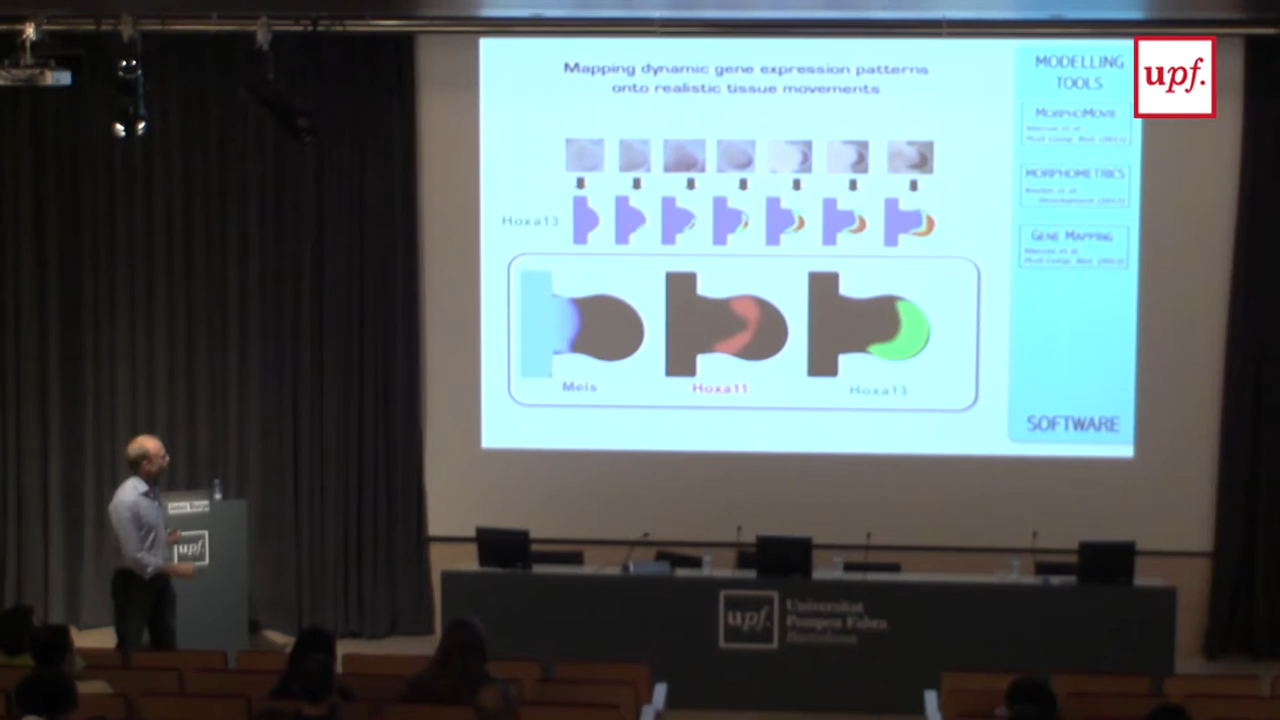 Mapping dynamic gene expression patterns
onto realistic tissue movements
Hoxa13
Meis
Hoxa11
Hoxa13
MODELLING
TOOLS
MORPHOMOVIE
MORPHOMETRICS
GENE MAPPING
SOFTWARE
upf.
upf.
upf.
Universitat
Pompeu Fabra
Barcelona